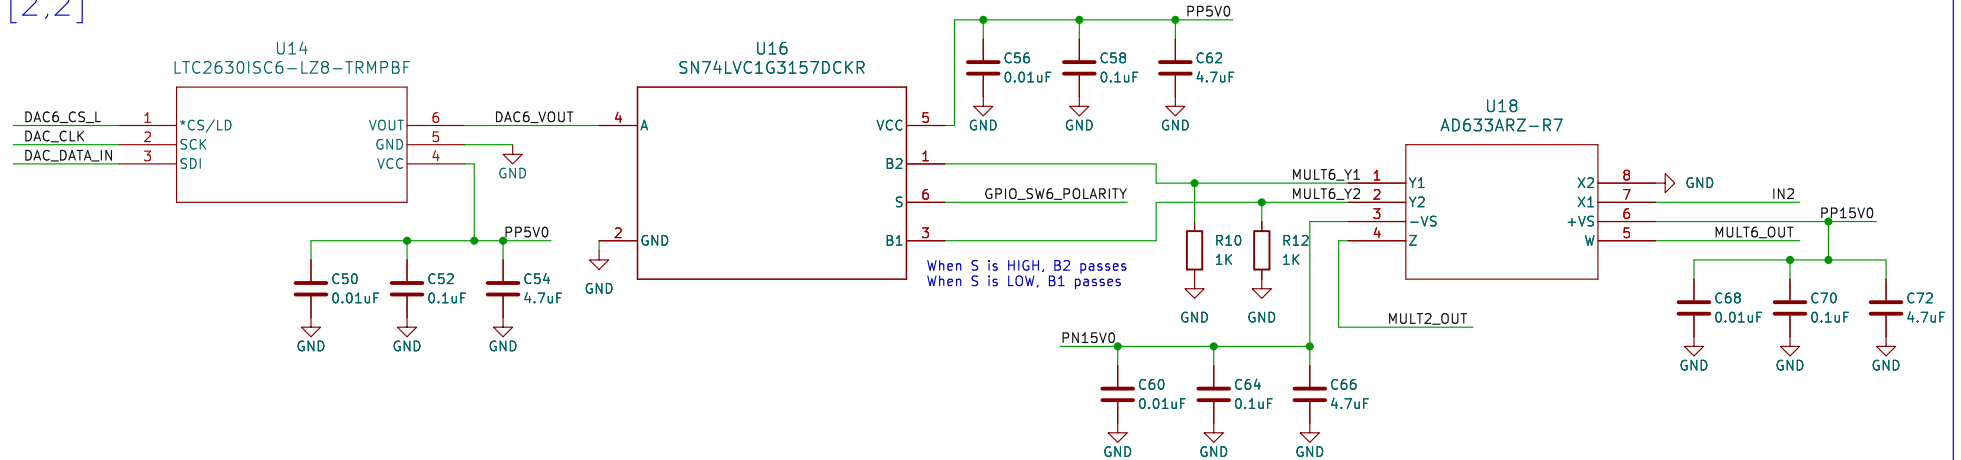 [2,2]
U14
LTC2630ISC6-LZ8-TRMPBF
DAC6_CS_L 1 *CS/LD
DAC_CLK 2 SCK
DAC_DATA_IN 3 SDI
VOUT 6 DAC6_VOUT
GND 5
VCC 4
GND
PP5V0
C50
0.01uF
GND
C52
0.1uF
GND
C54
4.7uF
GND
U16
SN74LVC1G3157DCKR
4 A
2 GND
GND
VCC 5
B2 1
S 6 GPIO_SW6_POLARITY
B1 3
When S is HIGH, B2 passes
When S is LOW, B1 passes
PP5V0
C56
0.01uF
GND
C58
0.1uF
GND
C62
4.7uF
GND
R10
1K
GND
R12
1K
GND
U18
AD633ARZ-R7
MULT6_Y1 1 Y1
MULT6_Y2 2 Y2
3 -VS
4 Z
X2 8 GND
X1 7 IN2
+VS 6 PP15V0
W 5 MULT6_OUT
MULT2_OUT
PN15V0
C60
0.01uF
GND
C64
0.1uF
GND
C66
4.7uF
GND
C68
0.01uF
GND
C70
0.1uF
GND
C72
4.7uF
GND